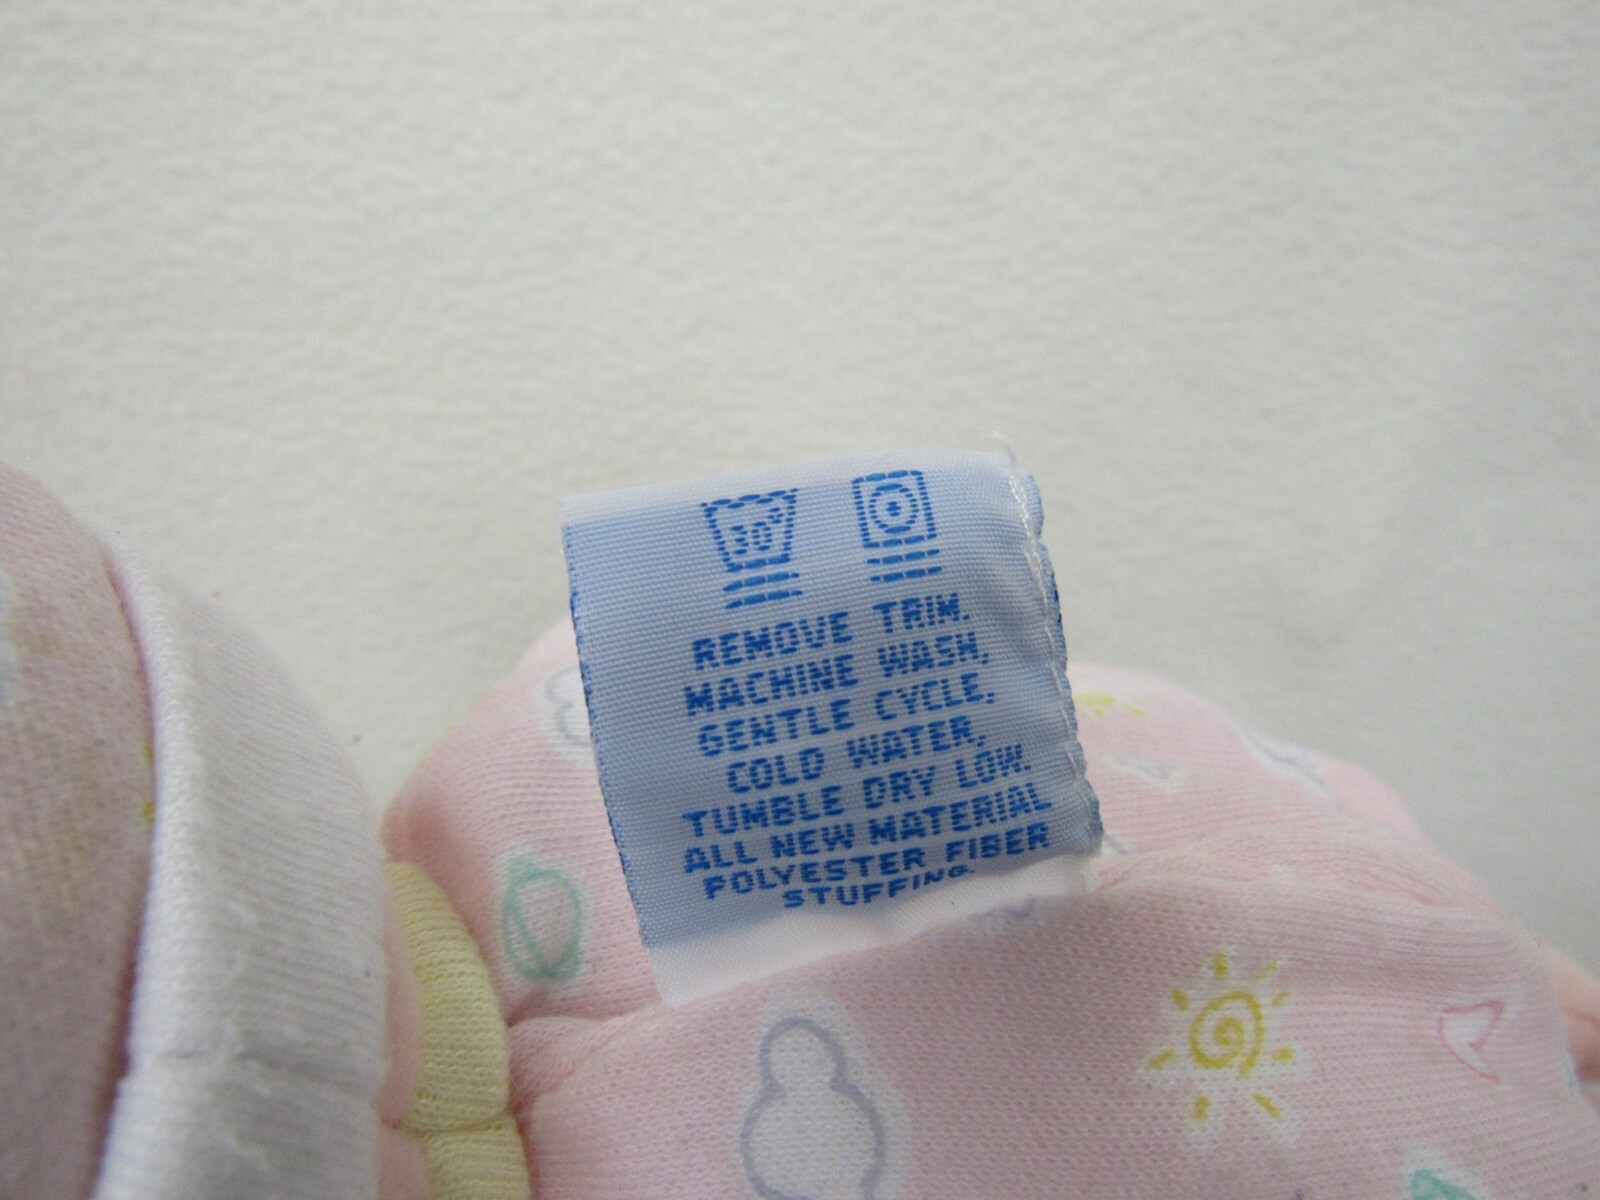 30°
REMOVE TRIM.
MACHINE WASH,
GENTLE CYCLE,
COLD WATER,
TUMBLE DRY LOW.
ALL NEW MATERIAL
POLYESTER FIBER
STUFFING.